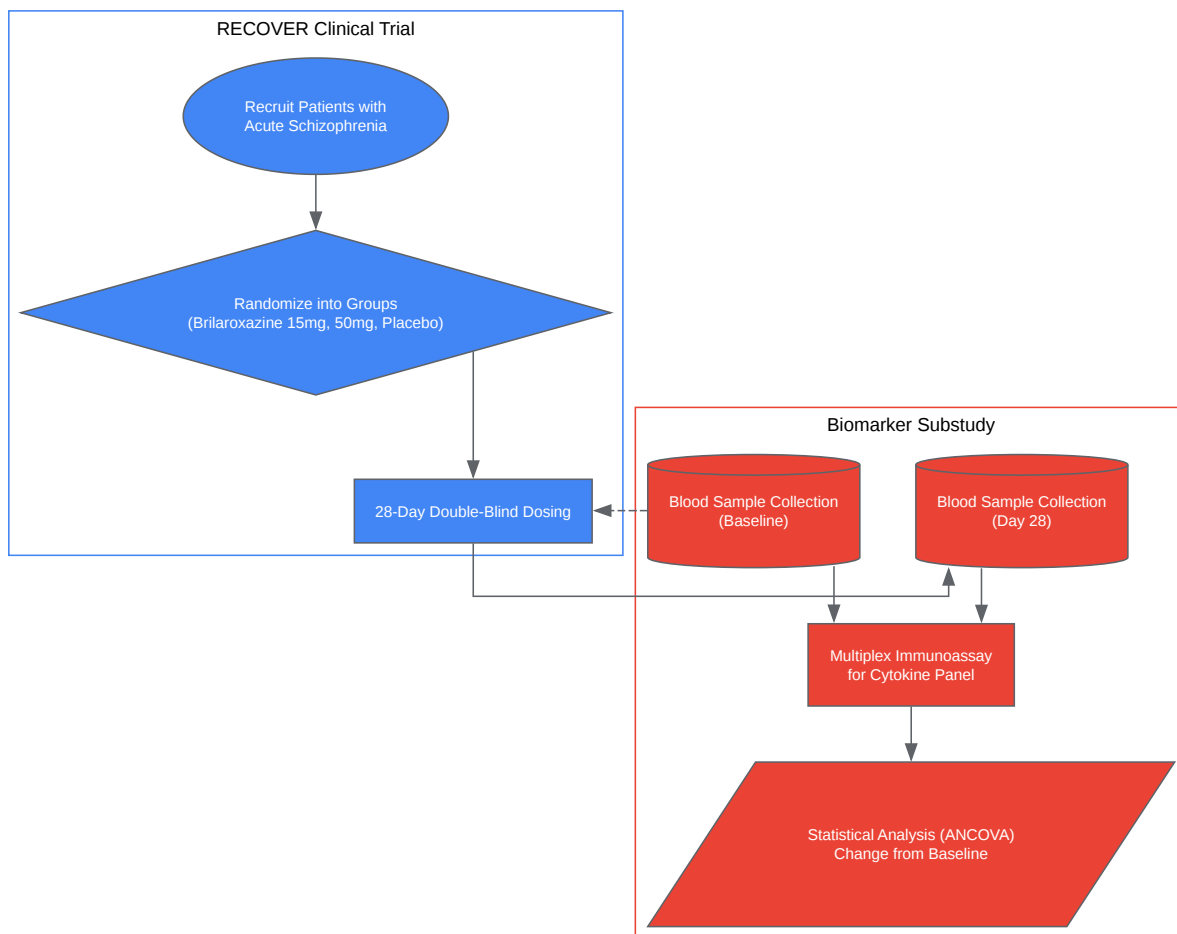 RECOVER Clinical Trial
Recruit Patients with
Acute Schizophrenia
Randomize into Groups
(Brilaroxazine 15mg, 50mg, Placebo)
28-Day Double-Blind Dosing
Biomarker Substudy
Blood Sample Collection
(Baseline)
Blood Sample Collection
(Day 28)
Multiplex Immunoassay
for Cytokine Panel
Statistical Analysis (ANCOVA)
Change from Baseline